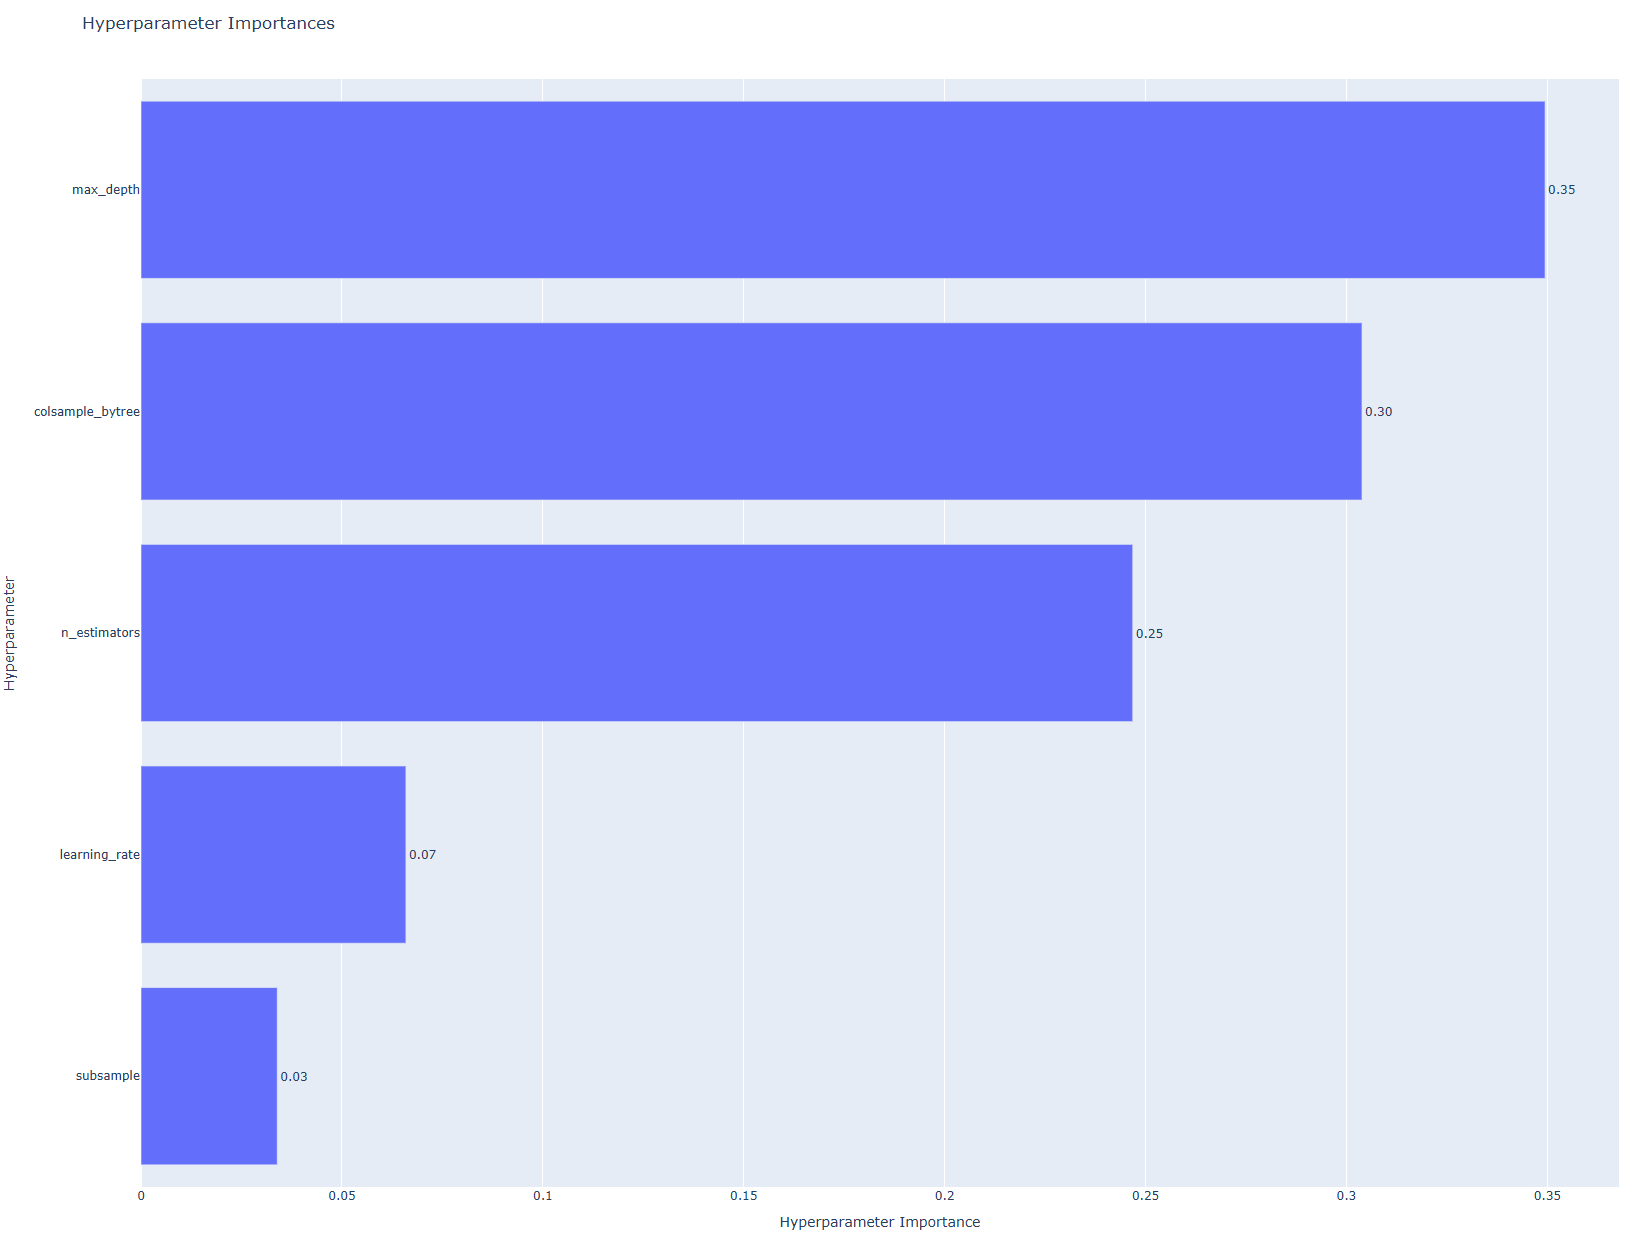 Hyperparameter Importances
max_depth
0.35
colsample_bytree
0.30
n_estimators
0.25
learning_rate
0.07
subsample
0.03
Hyperparameter
0
0.05
0.1
0.15
0.2
0.25
0.3
0.35
Hyperparameter Importance